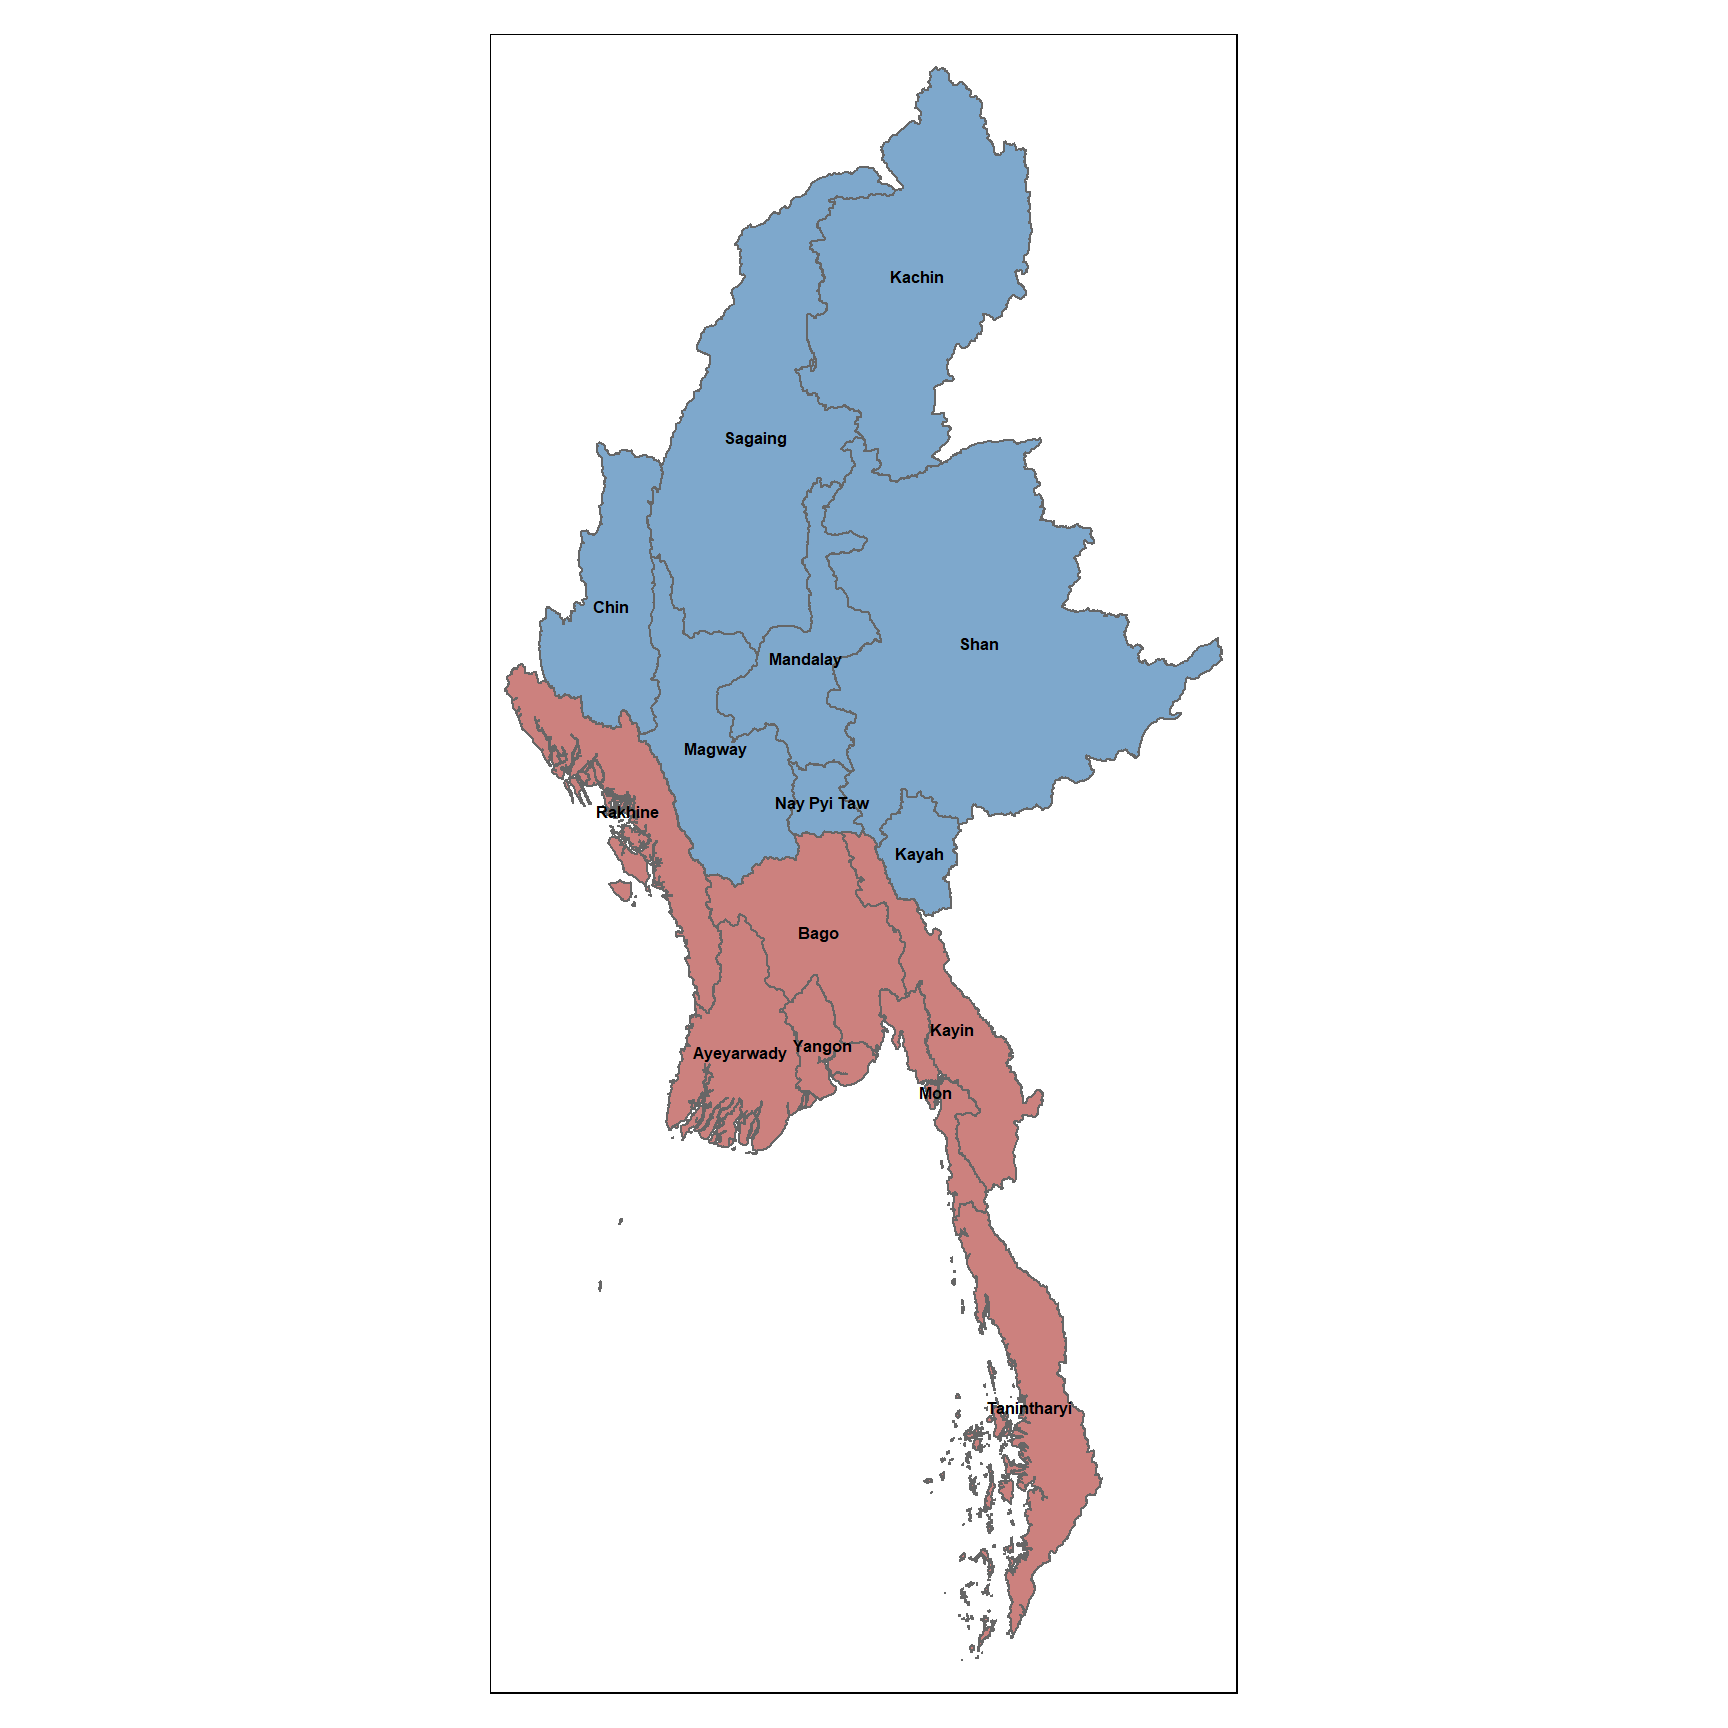 Kachin
Sagaing
Chin
Shan
Mandalay
Magway
Nay Pyi Taw
Rakhine
Kayah
Bago
Kayin
Yangon
Ayeyarwady
Mon
Tanintharyi